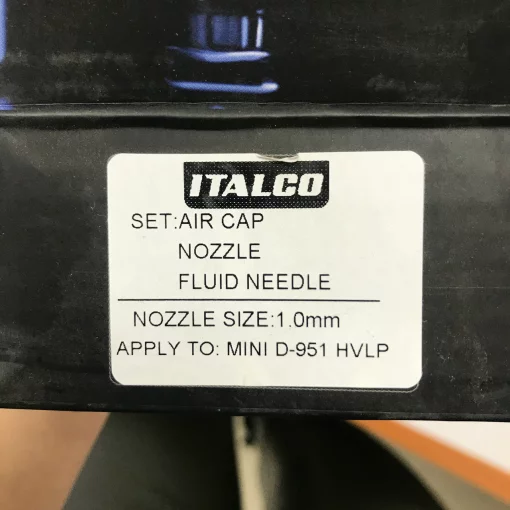 ITALCO
SET:AIR CAP
NOZZLE
FLUID NEEDLE
NOZZLE SIZE:1.0mm
APPLY TO: MINI D-951 HVLP